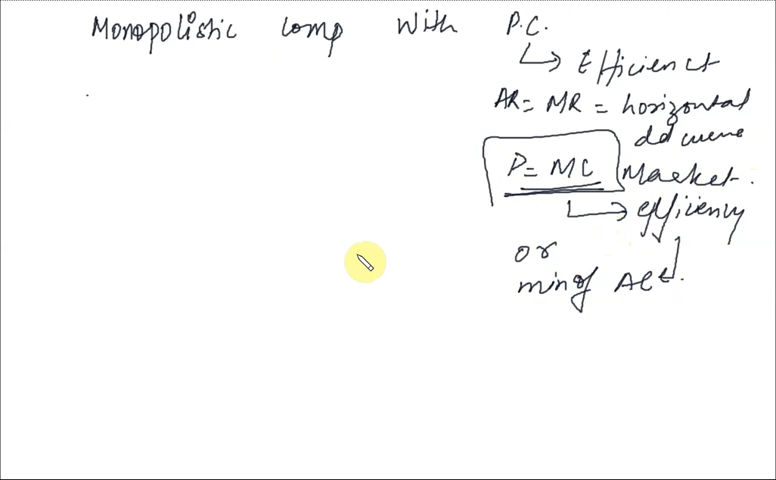 Monopolistic Comp With P.C.
↳ Efficient
AR = MR = horizontal
dd curve
P = MC Market.
↳ efficiency
or
min of AC